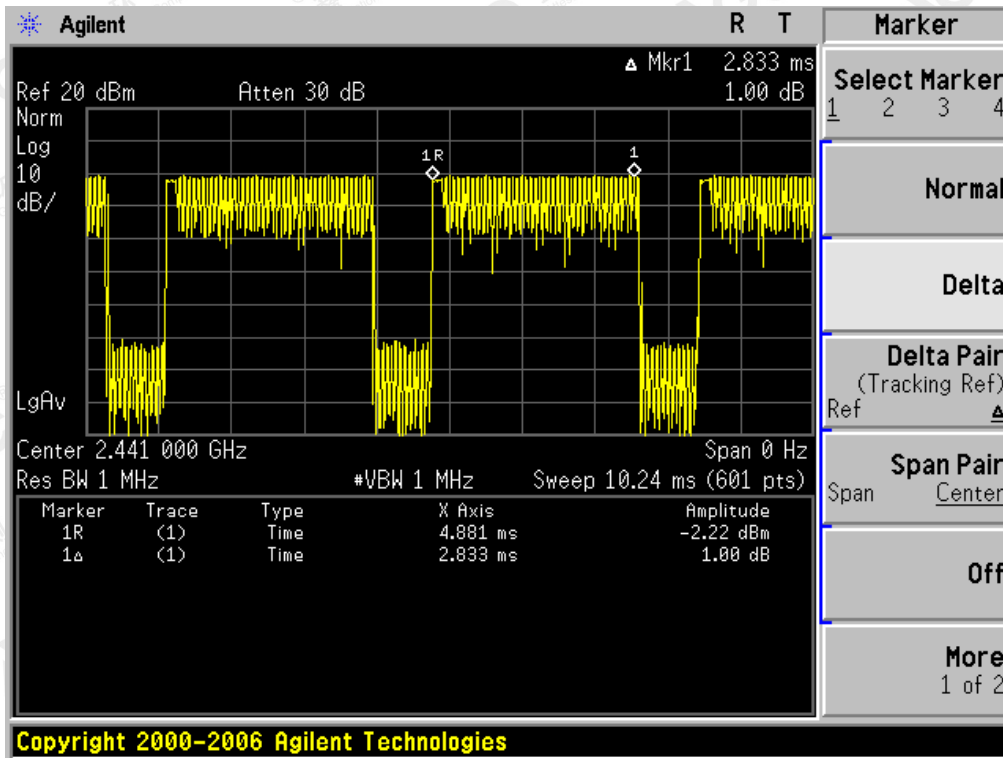 Agilent R T
Δ Mkr1 2.833 ms
Ref 20 dBm Atten 30 dB 1.00 dB
Norm
Log
10
dB/
1R
1
LgAv
Center 2.441 000 GHz Span 0 Hz
Res BW 1 MHz #VBW 1 MHz Sweep 10.24 ms (601 pts)
Marker Trace Type X Axis Amplitude
1R (1) Time 4.881 ms -2.22 dBm
1Δ (1) Time 2.833 ms 1.00 dB
Marker
Select Marker
1 2 3 4
Normal
Delta
Delta Pair
(Tracking Ref)
Ref Δ
Span Pair
Span Center
Off
More
1 of 2
Copyright 2000-2006 Agilent Technologies